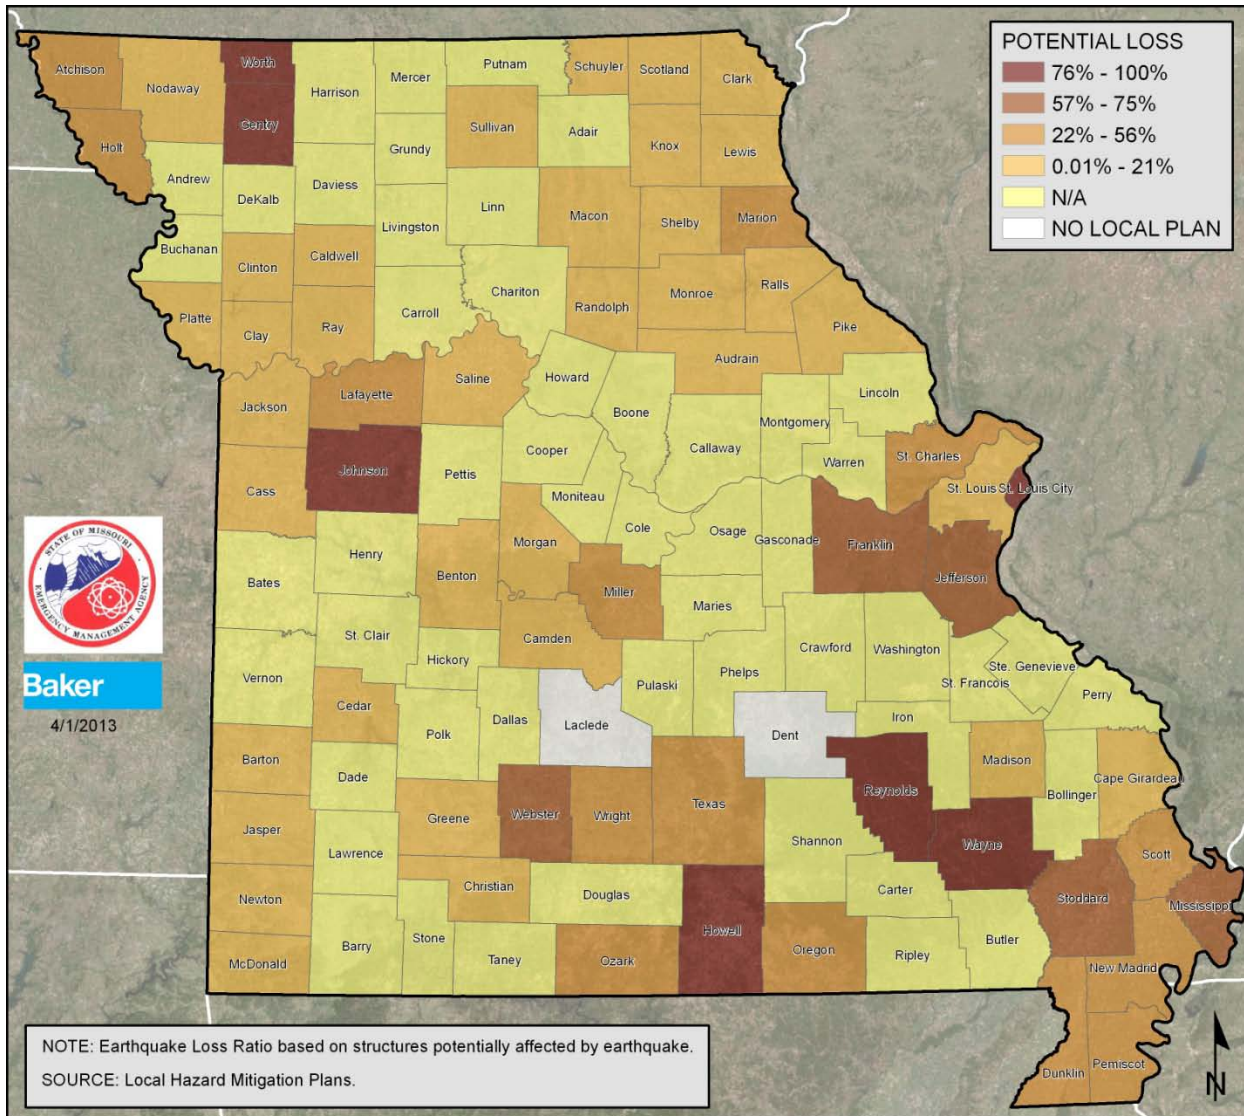 POTENTIAL LOSS
76% - 100%
57% - 75%
22% - 56%
0.01% - 21%
N/A
NO LOCAL PLAN
Atchison
Nodaway
Worth
Gentry
Harrison
Mercer
Putnam
Schuyler
Scotland
Clark
Holt
Andrew
DeKalb
Daviess
Grundy
Sullivan
Adair
Knox
Lewis
Buchanan
Clinton
Caldwell
Livingston
Linn
Macon
Shelby
Marion
Platte
Clay
Ray
Carroll
Chariton
Randolph
Monroe
Ralls
Pike
Audrain
Jackson
Lafayette
Saline
Howard
Boone
Callaway
Montgomery
Lincoln
Warren
St. Charles
St. Louis
St. Louis City
Cass
Johnson
Pettis
Cooper
Moniteau
Cole
Osage
Gasconade
Franklin
Jefferson
Bates
Henry
Benton
Morgan
Miller
Maries
STATE OF MISSOURI
EMERGENCY MANAGEMENT AGENCY
Baker
4/1/2013
Vernon
St. Clair
Hickory
Camden
Pulaski
Phelps
Crawford
Washington
St. Francois
Ste. Genevieve
Perry
Cedar
Polk
Dallas
Laclede
Dent
Iron
Madison
Bollinger
Cape Girardeau
Barton
Dade
Greene
Webster
Wright
Texas
Shannon
Reynolds
Wayne
Scott
Jasper
Lawrence
Christian
Douglas
Howell
Carter
Stoddard
Mississippi
Newton
McDonald
Barry
Stone
Taney
Ozark
Oregon
Ripley
Butler
New Madrid
Dunklin
Pemiscot
NOTE: Earthquake Loss Ratio based on structures potentially affected by earthquake.
SOURCE: Local Hazard Mitigation Plans.
N